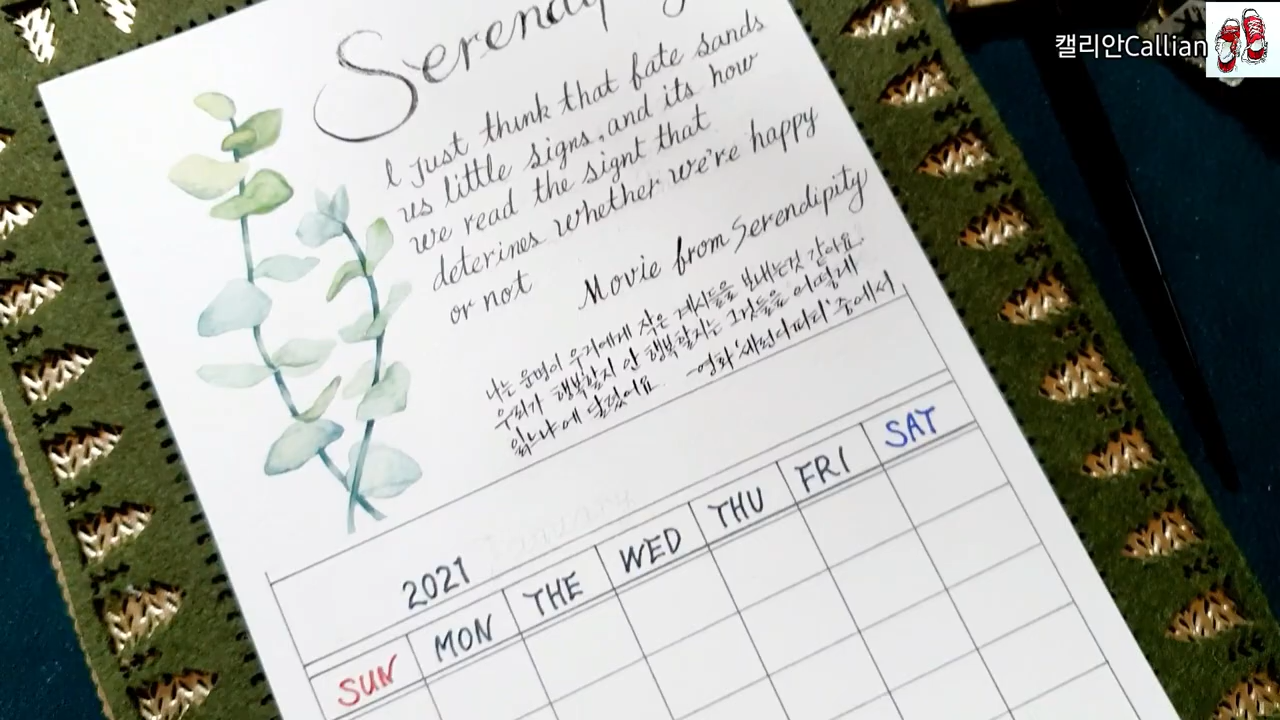 캘리안Callian
Serendipity
I just think that fate sands
us little signs, and its how
we read the signt that
deterines whether we're happy
or not
Movie from Serendipity
나는 운명이 우리에게 작은 계시들을 보내는것 같아요.
우리가 행복할지 안 행복할지는 그것들을 어떻게
읽느냐에 달렸어요. -영화 '세렌디피티' 중에서
January
2021
SUN MON THE WED THU FRI SAT